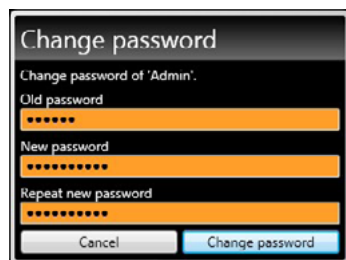 Change password
Change password of 'Admin'.
Old password
••••••
New password
••••••••••
Repeat new password
••••••••••
Cancel Change password